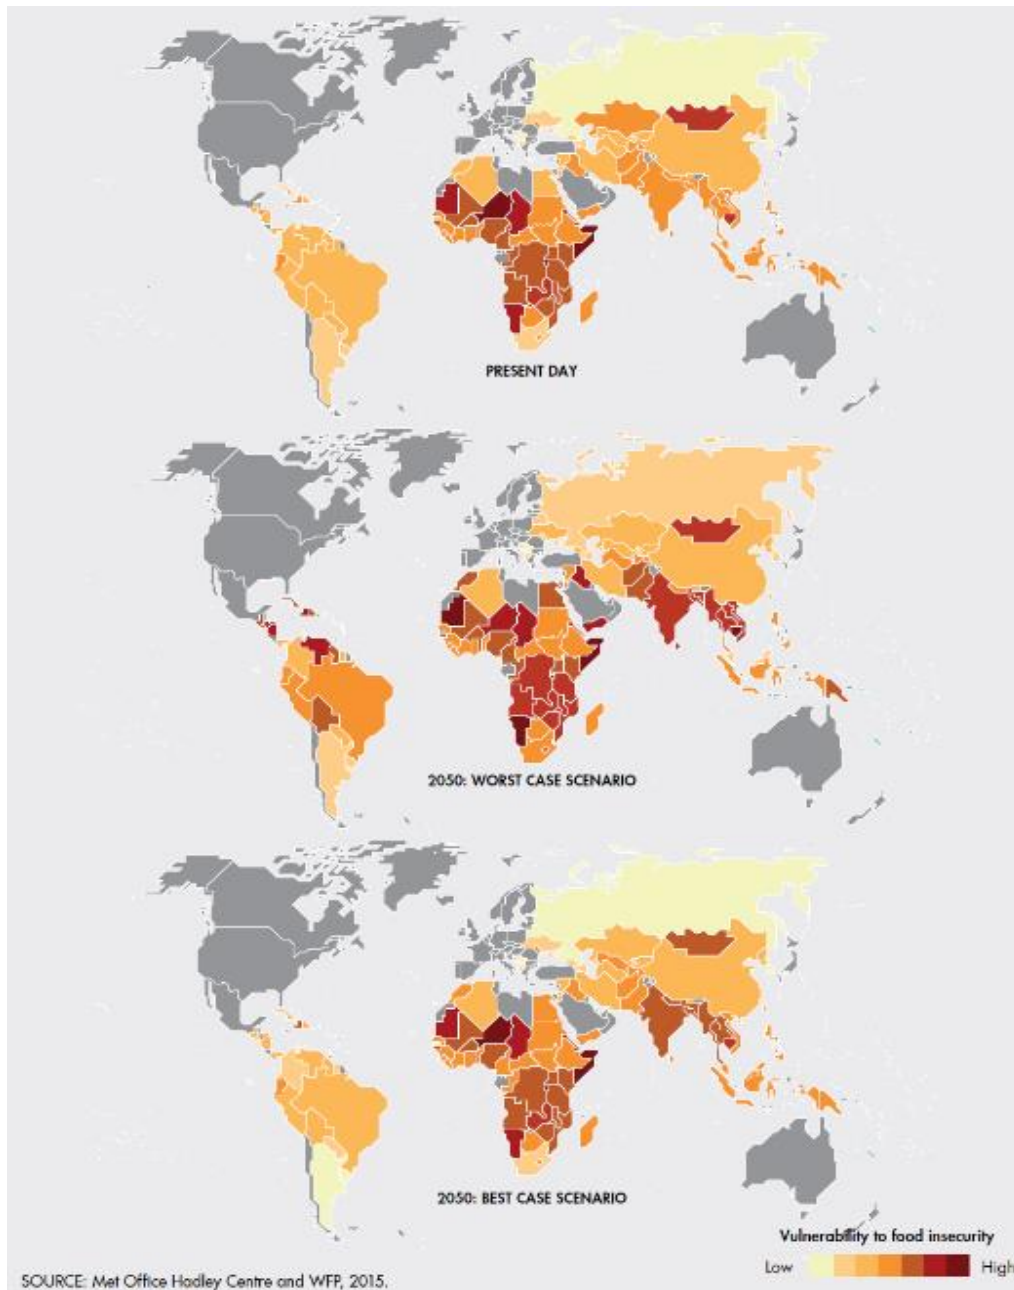 PRESENT DAY
2050: WORST CASE SCENARIO
2050: BEST CASE SCENARIO
Vulnerability to food insecurity
Low High
SOURCE: Met Office Hadley Centre and WFP, 2015.